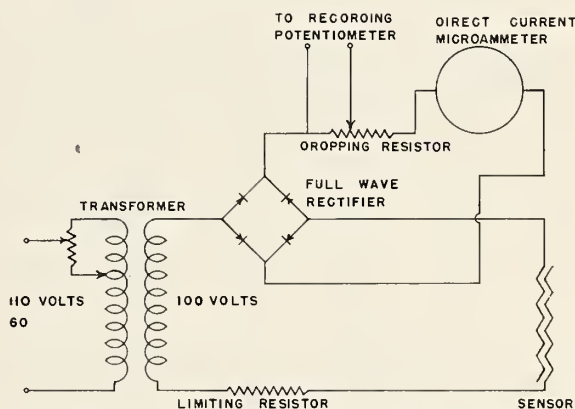 TO RECORDING
POTENTIOMETER
DIRECT CURRENT
MICROAMMETER
DROPPING RESISTOR
FULL WAVE
RECTIFIER
TRANSFORMER
110 VOLTS
60
100 VOLTS
LIMITING RESISTOR
SENSOR